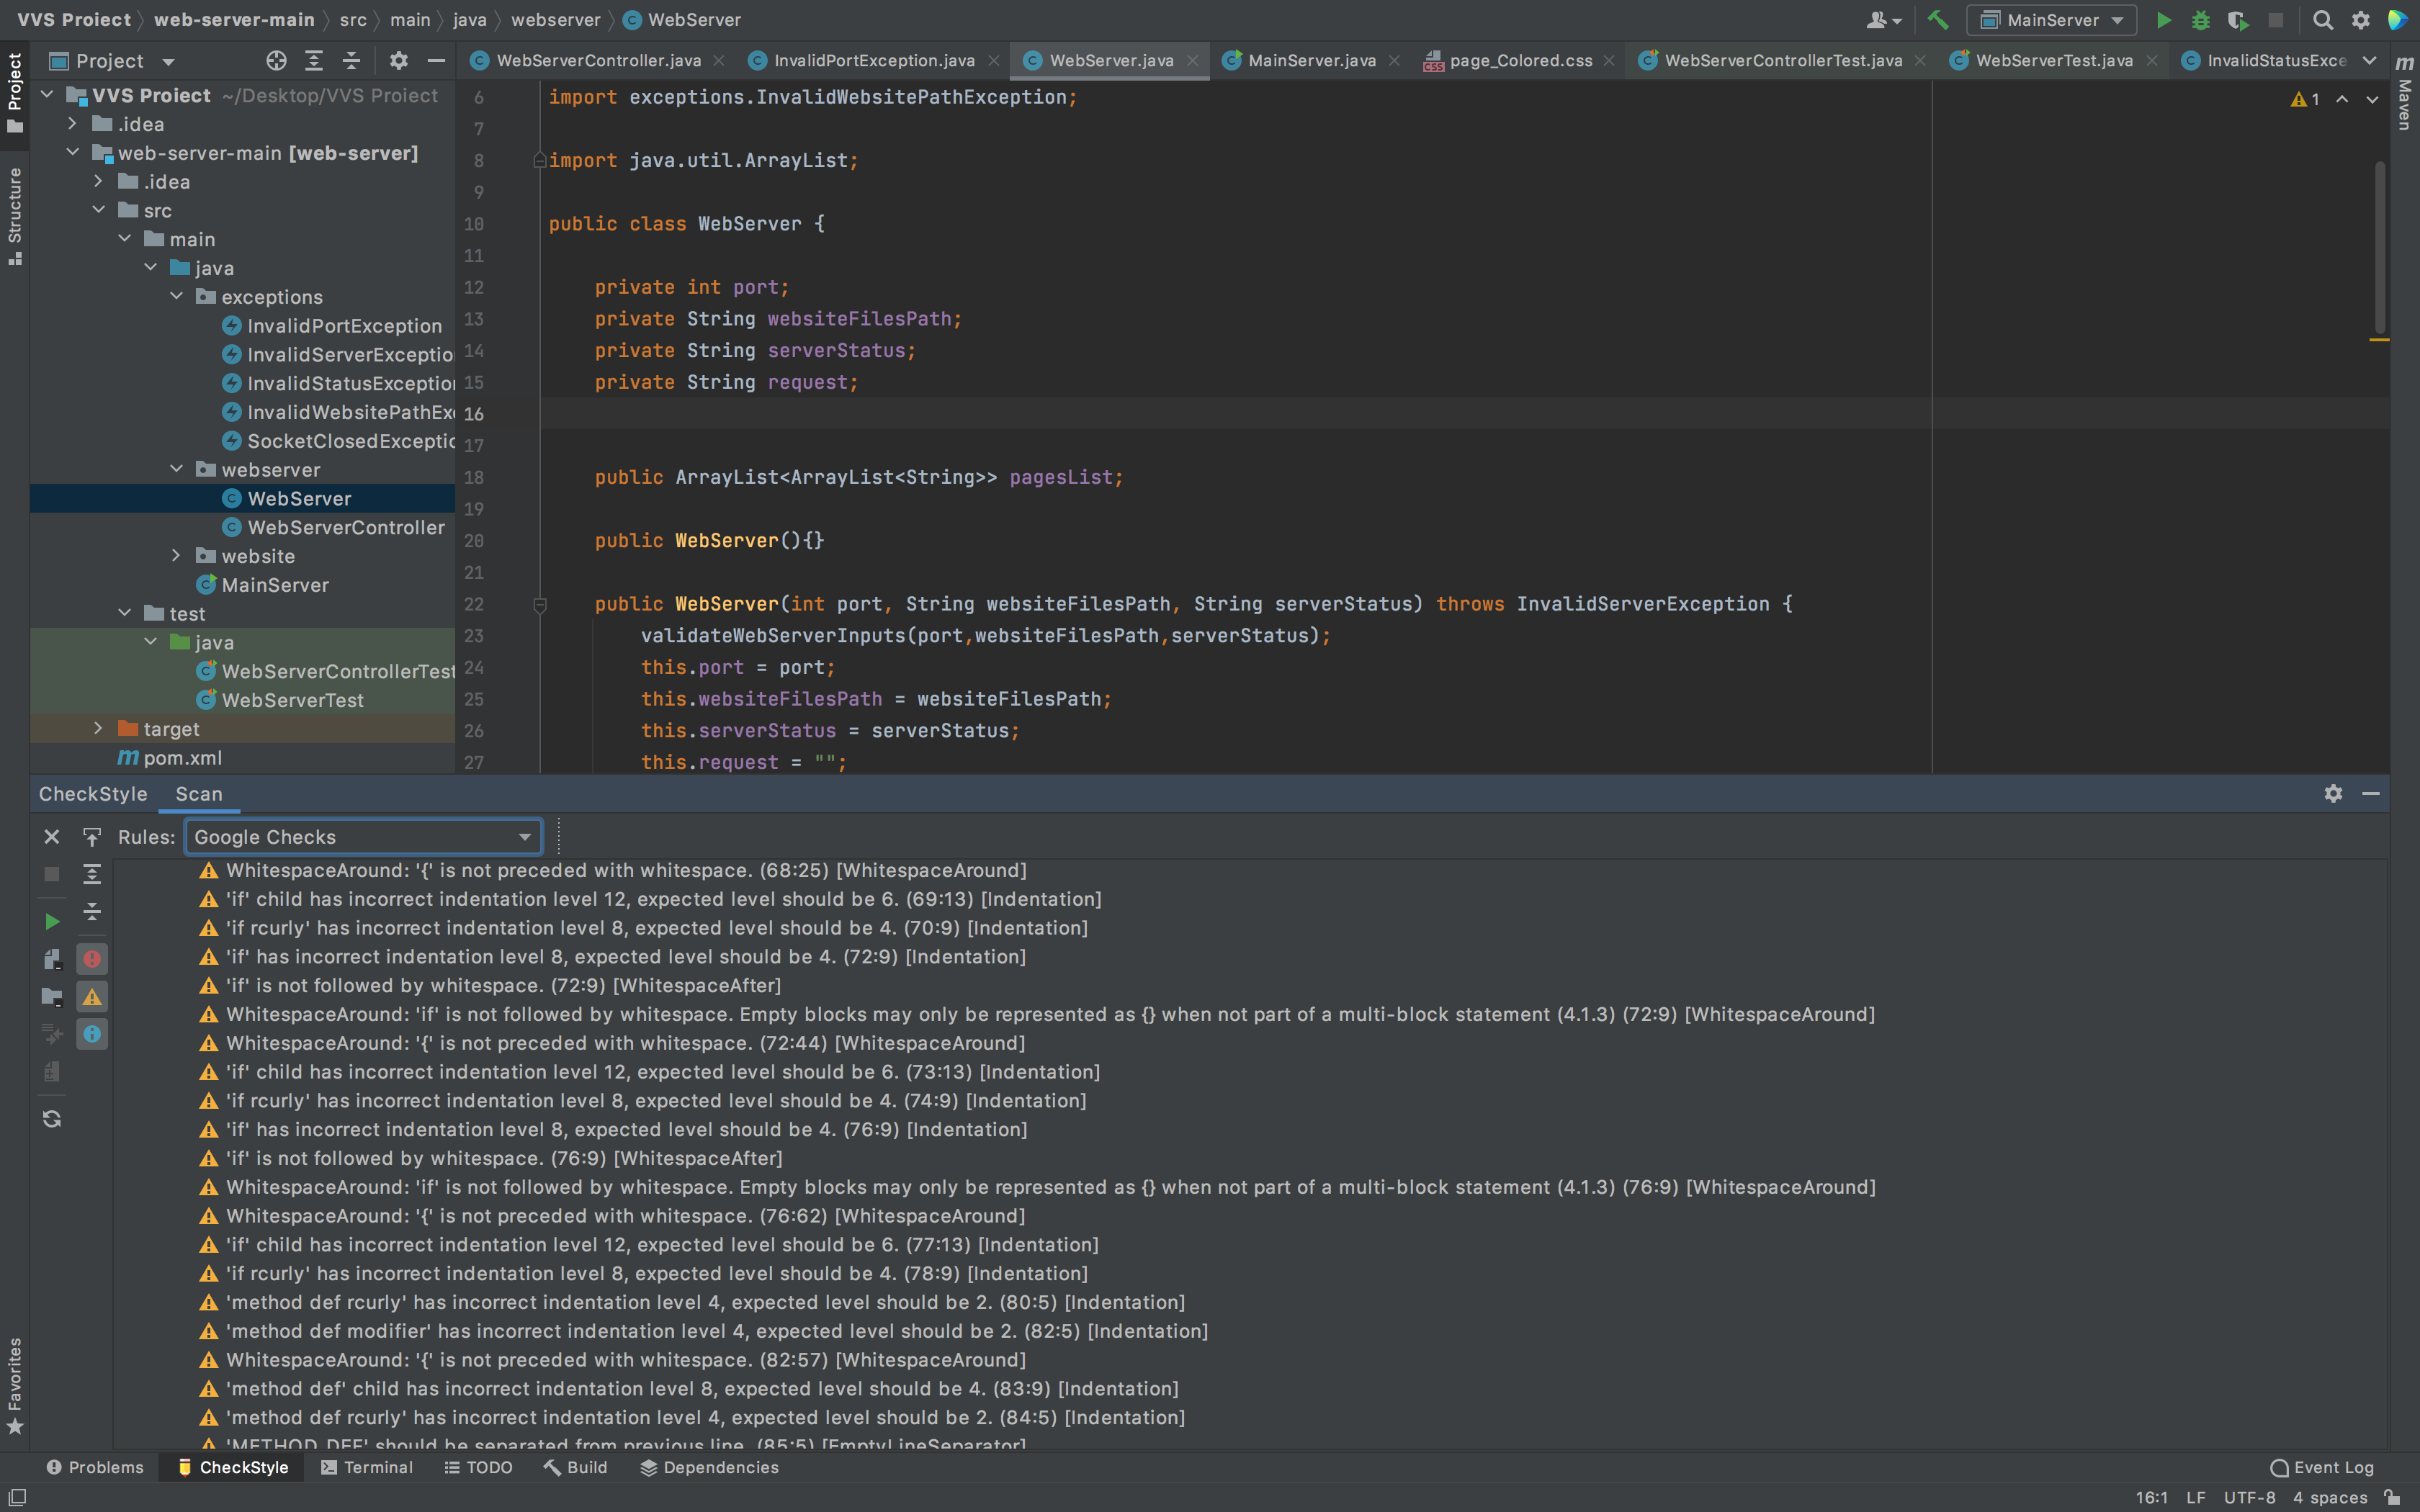 VVS Project web-server-main src main java webserver WebServer
MainServer
Project
WebServerController.java InvalidPortException.java WebServer.java MainServer.java page_Colored.css WebServerControllerTest.java WebServerTest.java InvalidStatusExce
Project
Structure
Favorites
Maven
VVS Project ~/Desktop/VVS Project
.idea
web-server-main [web-server]
.idea
src
main
java
exceptions
InvalidPortException
InvalidServerExceptio
InvalidStatusExceptio
InvalidWebsitePathExc
SocketClosedExceptic
webserver
WebServer
WebServerController
website
MainServer
test
java
WebServerControllerTest
WebServerTest
target
pom.xml
1
6 import exceptions.InvalidWebsitePathException;
7
8 import java.util.ArrayList;
9
10 public class WebServer {
11
12 private int port;
13 private String websiteFilesPath;
14 private String serverStatus;
15 private String request;
16
17
18 public ArrayList<ArrayList<String>> pagesList;
19
20 public WebServer(){}
21
22 public WebServer(int port, String websiteFilesPath, String serverStatus) throws InvalidServerException {
23 validateWebServerInputs(port,websiteFilesPath,serverStatus);
24 this.port = port;
25 this.websiteFilesPath = websiteFilesPath;
26 this.serverStatus = serverStatus;
27 this.request = "";
CheckStyle Scan
Rules: Google Checks
WhitespaceAround: '{' is not preceded with whitespace. (68:25) [WhitespaceAround]
'if' child has incorrect indentation level 12, expected level should be 6. (69:13) [Indentation]
'if rcurly' has incorrect indentation level 8, expected level should be 4. (70:9) [Indentation]
'if' has incorrect indentation level 8, expected level should be 4. (72:9) [Indentation]
'if' is not followed by whitespace. (72:9) [WhitespaceAfter]
WhitespaceAround: 'if' is not followed by whitespace. Empty blocks may only be represented as {} when not part of a multi-block statement (4.1.3) (72:9) [WhitespaceAround]
WhitespaceAround: '{' is not preceded with whitespace. (72:44) [WhitespaceAround]
'if' child has incorrect indentation level 12, expected level should be 6. (73:13) [Indentation]
'if rcurly' has incorrect indentation level 8, expected level should be 4. (74:9) [Indentation]
'if' has incorrect indentation level 8, expected level should be 4. (76:9) [Indentation]
'if' is not followed by whitespace. (76:9) [WhitespaceAfter]
WhitespaceAround: 'if' is not followed by whitespace. Empty blocks may only be represented as {} when not part of a multi-block statement (4.1.3) (76:9) [WhitespaceAround]
WhitespaceAround: '{' is not preceded with whitespace. (76:62) [WhitespaceAround]
'if' child has incorrect indentation level 12, expected level should be 6. (77:13) [Indentation]
'if rcurly' has incorrect indentation level 8, expected level should be 4. (78:9) [Indentation]
'method def rcurly' has incorrect indentation level 4, expected level should be 2. (80:5) [Indentation]
'method def modifier' has incorrect indentation level 4, expected level should be 2. (82:5) [Indentation]
WhitespaceAround: '{' is not preceded with whitespace. (82:57) [WhitespaceAround]
'method def' child has incorrect indentation level 8, expected level should be 4. (83:9) [Indentation]
'method def rcurly' has incorrect indentation level 4, expected level should be 2. (84:5) [Indentation]
'METHOD_DEF' should be separated from previous line. (85:5) [EmptyLineSeparator]
Problems CheckStyle Terminal TODO Build Dependencies Event Log
16:1 LF UTF-8 4 spaces